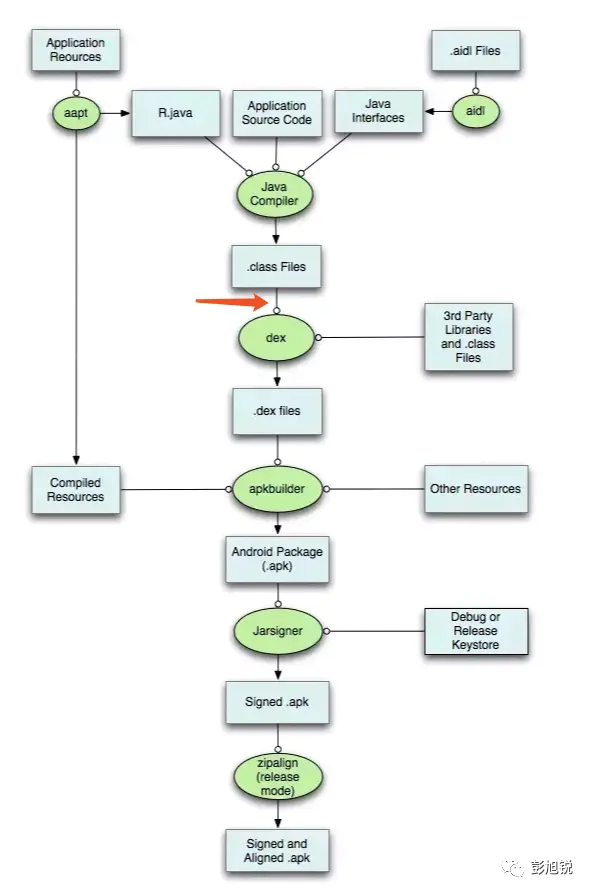 Application
Reources
.aidl Files
aapt
R.java
Application
Source Code
Java
Interfaces
aidl
Java
Compiler
.class Files
dex
3rd Party
Libraries
and .class
Files
.dex files
Compiled
Resources
apkbuilder
Other Resources
Android Package
(.apk)
Jarsigner
Debug or
Release
Keystore
Signed .apk
zipalign
(release
mode)
Signed and
Aligned .apk
彭旭锐